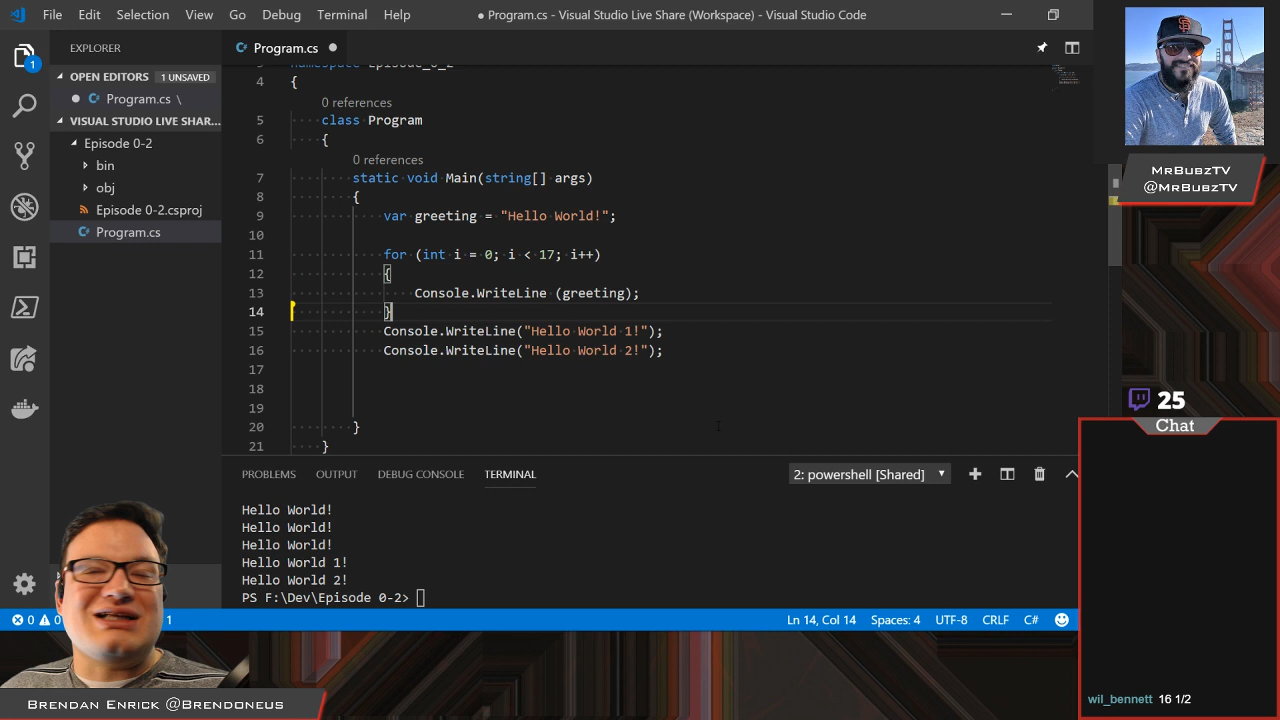 File Edit Selection View Go Debug Terminal Help
● Program.cs - Visual Studio Live Share (Workspace) - Visual Studio Code
EXPLORER
OPEN EDITORS 1 UNSAVED
Program.cs \
VISUAL STUDIO LIVE SHAR...
Episode 0-2
bin
obj
Episode 0-2.csproj
Program.cs
1
Program.cs ●
namespace Episode_0_2
4 {
0 references
5 class Program
6 {
0 references
7 static void Main(string[] args)
8 {
9 var greeting = "Hello World!";
10
11 for (int i = 0; i < 17; i++)
12 {
13 Console.WriteLine (greeting);
14 }
15 Console.WriteLine("Hello World 1!");
16 Console.WriteLine("Hello World 2!");
17
18
19
20 }
21 }
PROBLEMS OUTPUT DEBUG CONSOLE TERMINAL
2: powershell [Shared]
Hello World!
Hello World!
Hello World!
Hello World 1!
Hello World 2!
PS F:\Dev\Episode 0-2>
0 0 1
Ln 14, Col 14 Spaces: 4 UTF-8 CRLF C#
Brendan Enrick @Brendoneus
SF
MrBubzTV
@MrBubzTV
25
Chat
wil_bennett 16 1/2